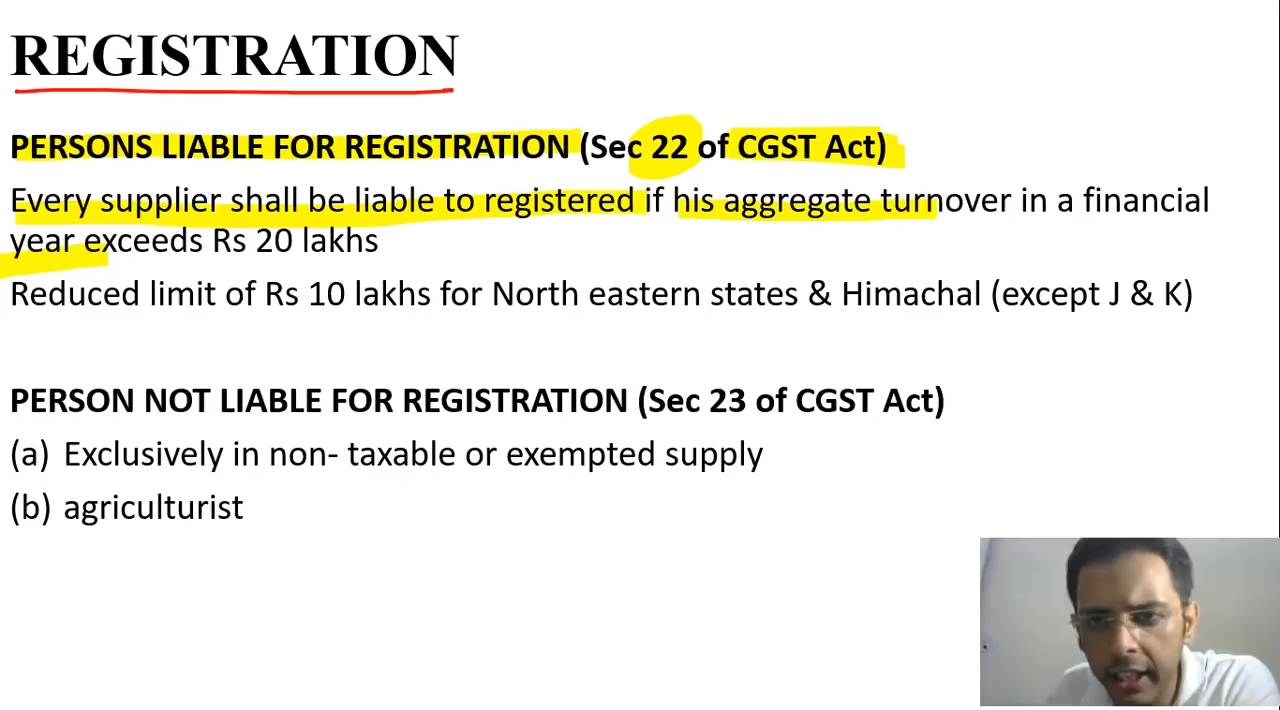 REGISTRATION
PERSONS LIABLE FOR REGISTRATION (Sec 22 of CGST Act)
Every supplier shall be liable to registered if his aggregate turnover in a financial
year exceeds Rs 20 lakhs
Reduced limit of Rs 10 lakhs for North eastern states & Himachal (except J & K)
PERSON NOT LIABLE FOR REGISTRATION (Sec 23 of CGST Act)
(a) Exclusively in non- taxable or exempted supply
(b) agriculturist